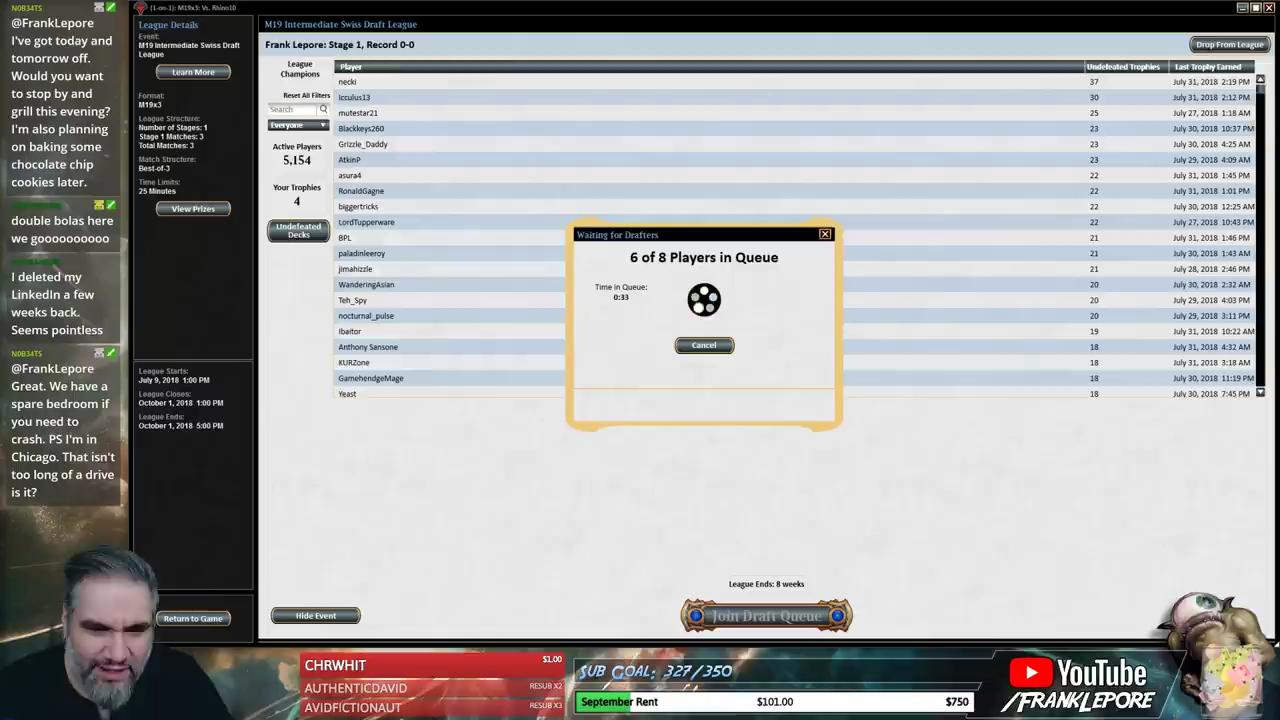 N0B34TS
@FrankLepore
I've got today and
tomorrow off.
Would you want
to stop by and
grill this evening?
I'm also planning
on baking some
chocolate chip
cookies later.
double bolas here
we gooooooooo
I deleted my
LinkedIn a few
weeks back.
Seems pointless
N0B34TS
@FrankLepore
Great. We have a
spare bedroom if
you need to
crash. PS I'm in
Chicago. That isn't
too long of a drive
is it?
(1-on-1): M19x3: Vs. Rhino10
League Details
Event:
M19 Intermediate Swiss Draft
League
Learn More
Format:
M19x3
League Structure:
Number of Stages: 1
Stage 1 Matches: 3
Total Matches: 3
Match Structure:
Best-of-3
Time Limits:
25 Minutes
View Prizes
League Starts:
July 9, 2018 1:00 PM
League Closes:
October 1, 2018 1:00 PM
League Ends:
October 1, 2018 5:00 PM
Return to Game
M19 Intermediate Swiss Draft League
Frank Lepore: Stage 1, Record 0-0
Drop From League
League
Champions
Reset All Filters
Search
Everyone
Active Players
5,154
Your Trophies
4
Undefeated
Decks
Player Undefeated Trophies Last Trophy Earned
necki 37 July 31, 2018 2:19 PM
Icculus13 30 July 31, 2018 2:12 PM
mutestar21 25 July 27, 2018 1:18 AM
Blackkeys260 23 July 30, 2018 10:37 PM
Grizzle_Daddy 23 July 30, 2018 4:25 AM
AtkinP 23 July 29, 2018 4:09 AM
asura4 22 July 31, 2018 1:45 PM
RonaldGagne 22 July 31, 2018 1:01 PM
biggertricks 22 July 30, 2018 12:25 AM
LordTupperware 22 July 27, 2018 10:43 PM
BPL 21 July 31, 2018 1:46 PM
paladinleeroy 21 July 31, 2018 1:43 AM
jimahizzle 21 July 28, 2018 2:46 PM
WanderingAsian 20 July 31, 2018 2:32 AM
Teh_Spy 20 July 29, 2018 4:03 PM
nocturnal_pulse 20 July 29, 2018 3:11 PM
lbaitor 19 July 31, 2018 10:22 AM
Anthony Sansone 18 July 31, 2018 4:32 AM
KURZone 18 July 31, 2018 3:18 AM
GamehendgeMage 18 July 30, 2018 11:19 PM
Yeast 18 July 30, 2018 7:45 PM
Waiting for Drafters
6 of 8 Players in Queue
Time in Queue:
0:33
Cancel
League Ends: 8 weeks
Hide Event
Join Draft Queue
CHRWHIT $1.00
AUTHENTICDAVID RESUB X2
AVIDFICTIONAUT RESUB X3
SUB GOAL: 327/350
September Rent $101.00 $750
YouTube
/FRANKLEPORE